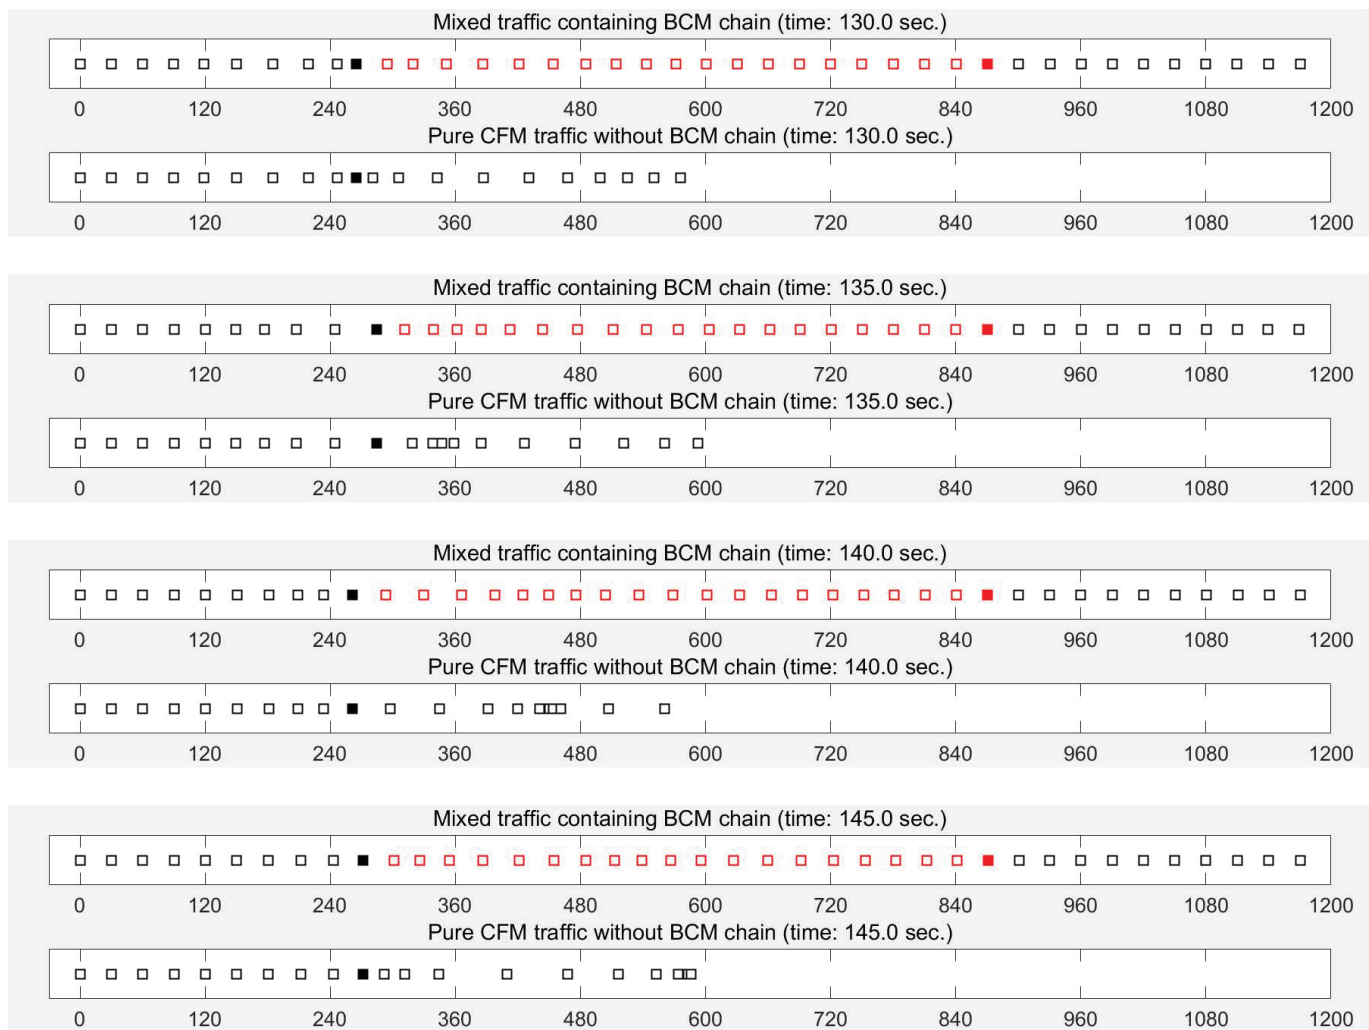 Mixed traffic containing BCM chain (time: 130.0 sec.)
0 120 240 360 480 600 720 840 960 1080 1200
Pure CFM traffic without BCM chain (time: 130.0 sec.)
0 120 240 360 480 600 720 840 960 1080 1200
Mixed traffic containing BCM chain (time: 135.0 sec.)
0 120 240 360 480 600 720 840 960 1080 1200
Pure CFM traffic without BCM chain (time: 135.0 sec.)
0 120 240 360 480 600 720 840 960 1080 1200
Mixed traffic containing BCM chain (time: 140.0 sec.)
0 120 240 360 480 600 720 840 960 1080 1200
Pure CFM traffic without BCM chain (time: 140.0 sec.)
0 120 240 360 480 600 720 840 960 1080 1200
Mixed traffic containing BCM chain (time: 145.0 sec.)
0 120 240 360 480 600 720 840 960 1080 1200
Pure CFM traffic without BCM chain (time: 145.0 sec.)
0 120 240 360 480 600 720 840 960 1080 1200